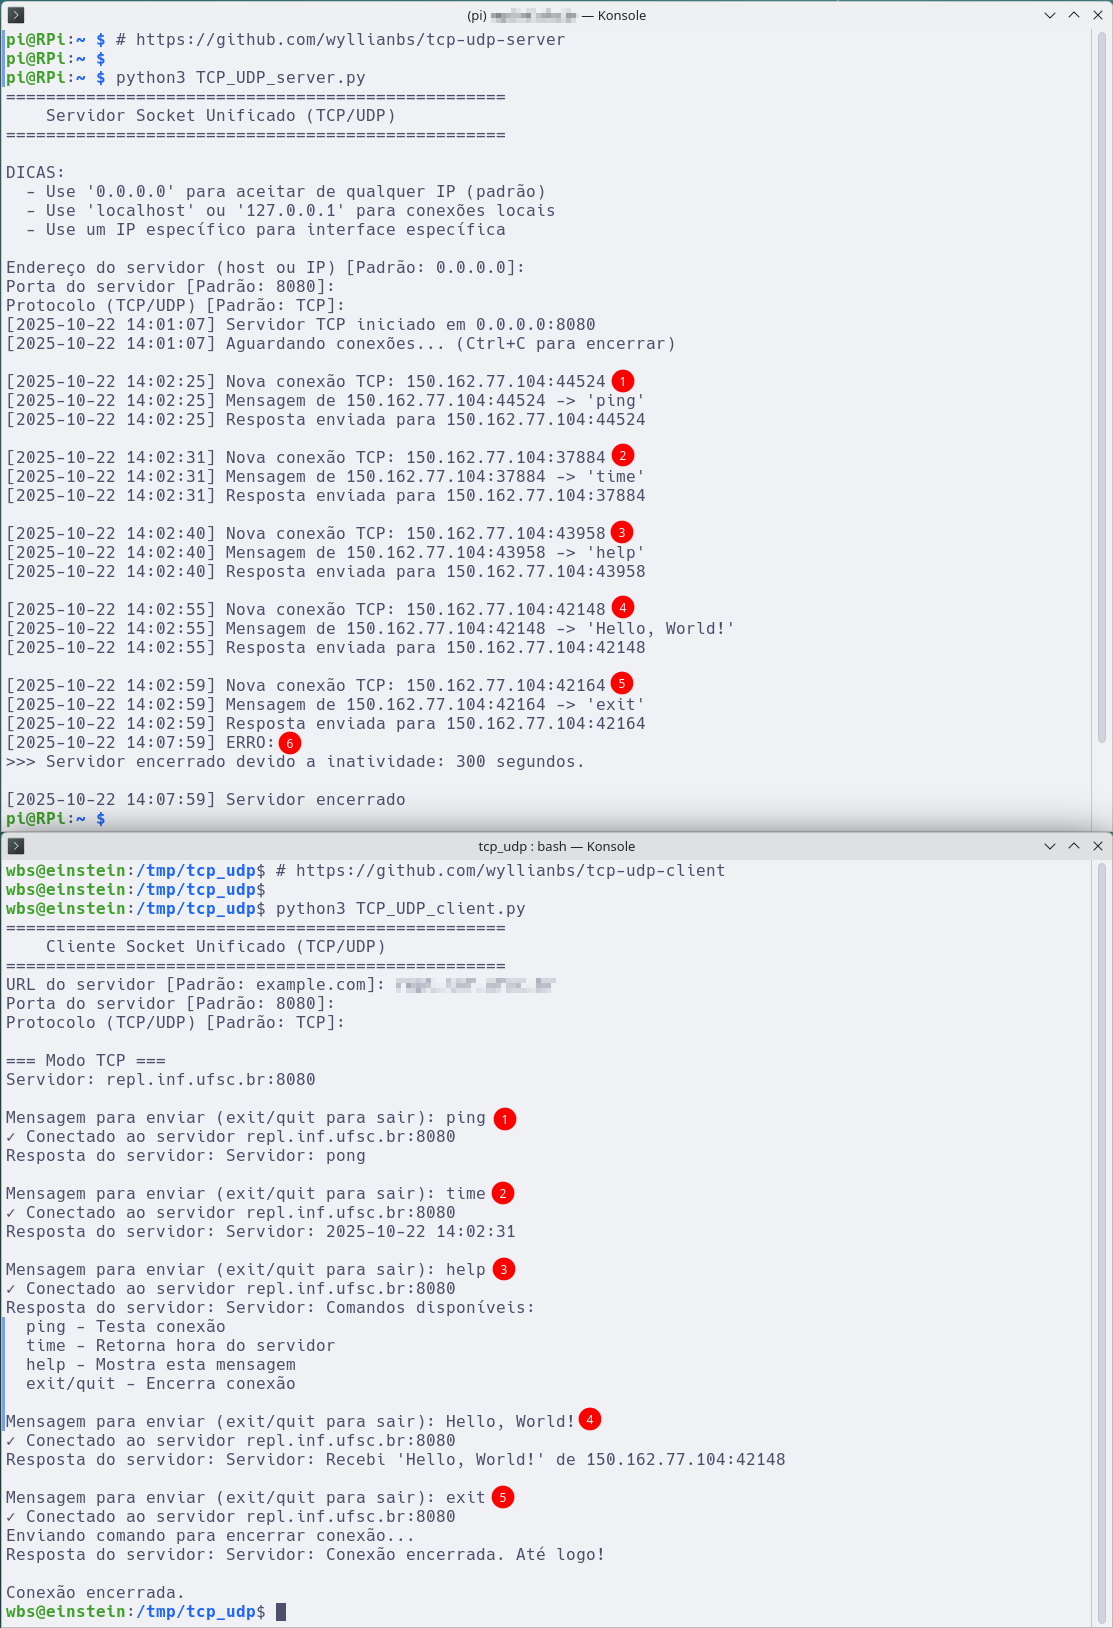 (pi) — Konsole
pi@RPi:~ $ # https://github.com/wyllianbs/tcp-udp-server
pi@RPi:~ $
pi@RPi:~ $ python3 TCP_UDP_server.py
==================================================
    Servidor Socket Unificado (TCP/UDP)
==================================================
DICAS:
  - Use '0.0.0.0' para aceitar de qualquer IP (padrão)
  - Use 'localhost' ou '127.0.0.1' para conexões locais
  - Use um IP específico para interface específica
Endereço do servidor (host ou IP) [Padrão: 0.0.0.0]:
Porta do servidor [Padrão: 8080]:
Protocolo (TCP/UDP) [Padrão: TCP]:
[2025-10-22 14:01:07] Servidor TCP iniciado em 0.0.0.0:8080
[2025-10-22 14:01:07] Aguardando conexões... (Ctrl+C para encerrar)
[2025-10-22 14:02:25] Nova conexão TCP: 150.162.77.104:44524 1
[2025-10-22 14:02:25] Mensagem de 150.162.77.104:44524 -> 'ping'
[2025-10-22 14:02:25] Resposta enviada para 150.162.77.104:44524
[2025-10-22 14:02:31] Nova conexão TCP: 150.162.77.104:37884 2
[2025-10-22 14:02:31] Mensagem de 150.162.77.104:37884 -> 'time'
[2025-10-22 14:02:31] Resposta enviada para 150.162.77.104:37884
[2025-10-22 14:02:40] Nova conexão TCP: 150.162.77.104:43958 3
[2025-10-22 14:02:40] Mensagem de 150.162.77.104:43958 -> 'help'
[2025-10-22 14:02:40] Resposta enviada para 150.162.77.104:43958
[2025-10-22 14:02:55] Nova conexão TCP: 150.162.77.104:42148 4
[2025-10-22 14:02:55] Mensagem de 150.162.77.104:42148 -> 'Hello, World!'
[2025-10-22 14:02:55] Resposta enviada para 150.162.77.104:42148
[2025-10-22 14:02:59] Nova conexão TCP: 150.162.77.104:42164 5
[2025-10-22 14:02:59] Mensagem de 150.162.77.104:42164 -> 'exit'
[2025-10-22 14:02:59] Resposta enviada para 150.162.77.104:42164
[2025-10-22 14:07:59] ERRO: 6
>>> Servidor encerrado devido a inatividade: 300 segundos.
[2025-10-22 14:07:59] Servidor encerrado
pi@RPi:~ $
tcp_udp : bash — Konsole
wbs@einstein:/tmp/tcp_udp$ # https://github.com/wyllianbs/tcp-udp-client
wbs@einstein:/tmp/tcp_udp$
wbs@einstein:/tmp/tcp_udp$ python3 TCP_UDP_client.py
==================================================
    Cliente Socket Unificado (TCP/UDP)
==================================================
URL do servidor [Padrão: example.com]:
Porta do servidor [Padrão: 8080]:
Protocolo (TCP/UDP) [Padrão: TCP]:
=== Modo TCP ===
Servidor: repl.inf.ufsc.br:8080
Mensagem para enviar (exit/quit para sair): ping 1
✓ Conectado ao servidor repl.inf.ufsc.br:8080
Resposta do servidor: Servidor: pong
Mensagem para enviar (exit/quit para sair): time 2
✓ Conectado ao servidor repl.inf.ufsc.br:8080
Resposta do servidor: Servidor: 2025-10-22 14:02:31
Mensagem para enviar (exit/quit para sair): help 3
✓ Conectado ao servidor repl.inf.ufsc.br:8080
Resposta do servidor: Servidor: Comandos disponíveis:
  ping - Testa conexão
  time - Retorna hora do servidor
  help - Mostra esta mensagem
  exit/quit - Encerra conexão
Mensagem para enviar (exit/quit para sair): Hello, World! 4
✓ Conectado ao servidor repl.inf.ufsc.br:8080
Resposta do servidor: Servidor: Recebi 'Hello, World!' de 150.162.77.104:42148
Mensagem para enviar (exit/quit para sair): exit 5
✓ Conectado ao servidor repl.inf.ufsc.br:8080
Enviando comando para encerrar conexão...
Resposta do servidor: Servidor: Conexão encerrada. Até logo!
Conexão encerrada.
wbs@einstein:/tmp/tcp_udp$